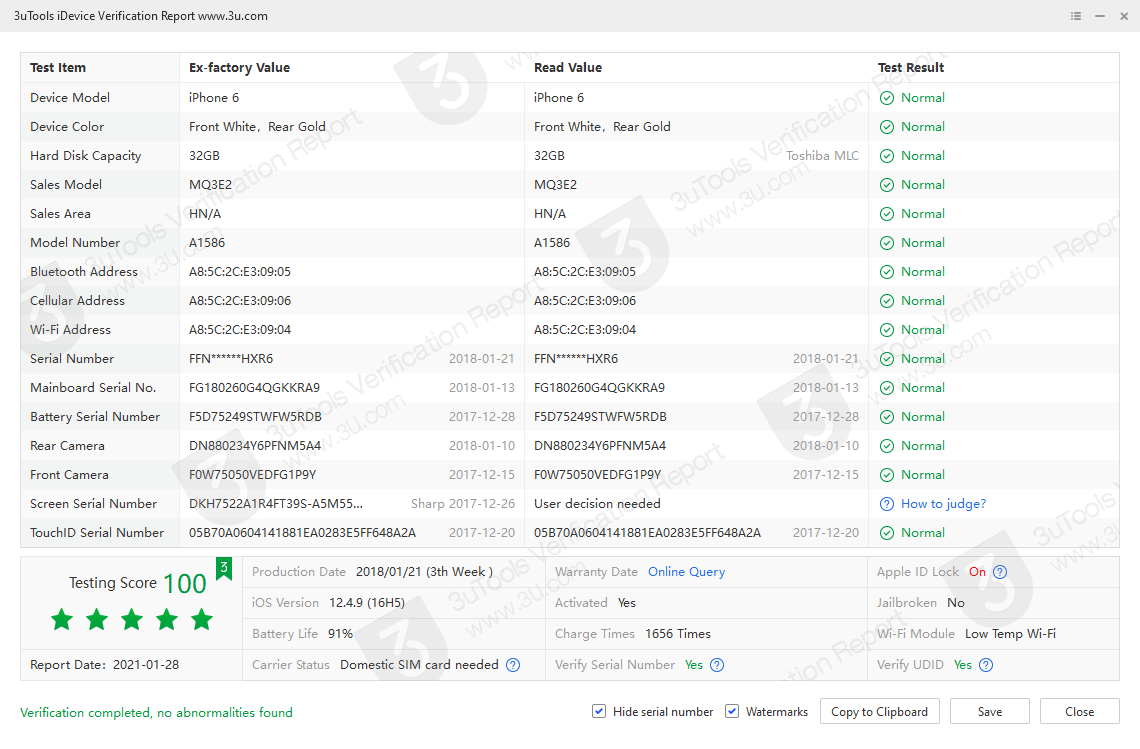 3uTools iDevice Verification Report www.3u.com
Test Item Ex-factory Value Read Value Test Result
Device Model iPhone 6 iPhone 6 Normal
Device Color Front White, Rear Gold Front White, Rear Gold Normal
Hard Disk Capacity 32GB 32GB Toshiba MLC Normal
Sales Model MQ3E2 MQ3E2 Normal
Sales Area HN/A HN/A Normal
Model Number A1586 A1586 Normal
Bluetooth Address A8:5C:2C:E3:09:05 A8:5C:2C:E3:09:05 Normal
Cellular Address A8:5C:2C:E3:09:06 A8:5C:2C:E3:09:06 Normal
Wi-Fi Address A8:5C:2C:E3:09:04 A8:5C:2C:E3:09:04 Normal
Serial Number FFN******HXR6 2018-01-21 FFN******HXR6 2018-01-21 Normal
Mainboard Serial No. FG180260G4QGKKRA9 2018-01-13 FG180260G4QGKKRA9 2018-01-13 Normal
Battery Serial Number F5D75249STWFW5RDB 2017-12-28 F5D75249STWFW5RDB 2017-12-28 Normal
Rear Camera DN880234Y6PFNM5A4 2018-01-10 DN880234Y6PFNM5A4 2018-01-10 Normal
Front Camera F0W75050VEDFG1P9Y 2017-12-15 F0W75050VEDFG1P9Y 2017-12-15 Normal
Screen Serial Number DKH7522A1R4FT39S-A5M55... Sharp 2017-12-26 User decision needed How to judge?
TouchID Serial Number 05B70A0604141881EA0283E5FF648A2A 2017-12-20 05B70A0604141881EA0283E5FF648A2A 2017-12-20 Normal
Testing Score 100 3
Production Date 2018/01/21 (3th Week ) Warranty Date Online Query Apple ID Lock On
iOS Version 12.4.9 (16H5) Activated Yes Jailbroken No
Battery Life 91% Charge Times 1656 Times Wi-Fi Module Low Temp Wi-Fi
Report Date: 2021-01-28 Carrier Status Domestic SIM card needed Verify Serial Number Yes Verify UDID Yes
Verification completed, no abnormalities found
Hide serial number Watermarks Copy to Clipboard Save Close
3uTools Verification Report
www.3u.com